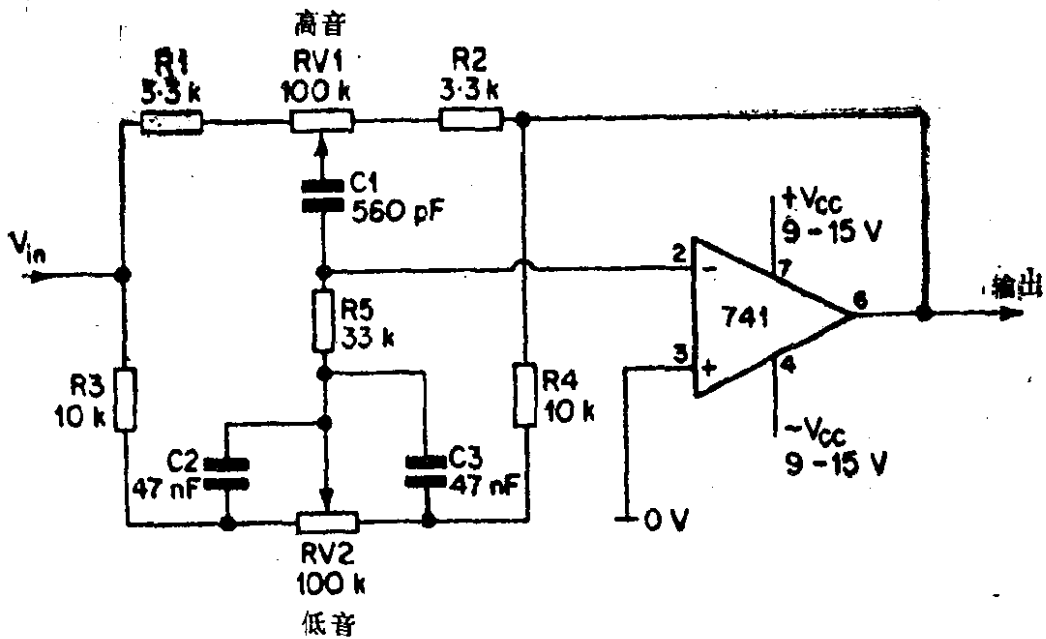 高音
R1
3.3 k
RV1
100 k
R2
3.3 k
C1
560 pF
+VCC
9-15 V
Vin
2
-
7
741
6
输出
R5
33 k
3
+
4
R3
10 k
R4
10 k
-VCC
9-15 V
C2
47 nF
C3
47 nF
0 V
RV2
100 k
低音